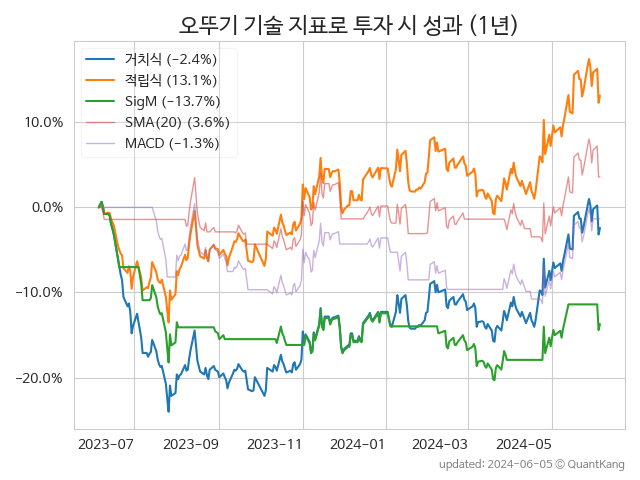 오뚜기 기술 지표로 투자 시 성과 (1년)
거치식 (−2.4%)
적립식 (13.1%)
SigM (−13.7%)
SMA(20) (3.6%)
MACD (−1.3%)
10.0%
0.0%
−10.0%
−20.0%
2023-07 2023-09 2023-11 2024-01 2024-03 2024-05
updated: 2024-06-05 ⓒ QuantKang